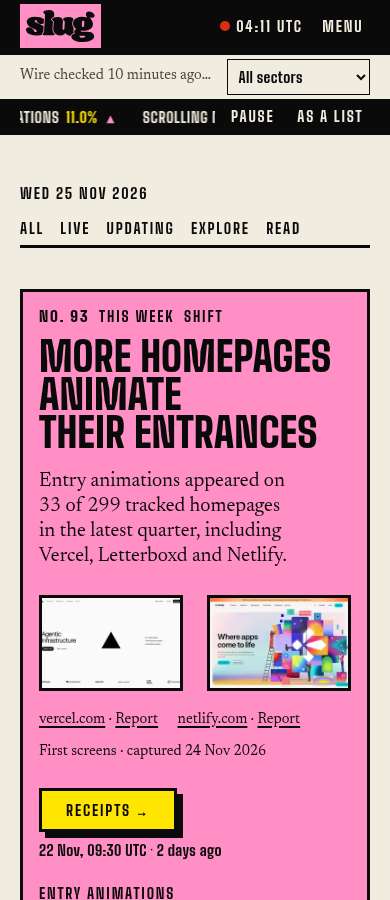 slug
04:11 UTC MENU
Wire checked 10 minutes ago... All sectors
ATIONS 11.0% ▲ SCROLLING PAUSE AS A LIST
WED 25 NOV 2026
ALL LIVE UPDATING EXPLORE READ
NO. 93 THIS WEEK SHIFT
MORE HOMEPAGES
ANIMATE
THEIR ENTRANCES
Entry animations appeared on
33 of 299 tracked homepages
in the latest quarter, including
Vercel, Letterboxd and Netlify.
Agentic
Infrastructure
Where apps
come to life
vercel.com · Report netlify.com · Report
First screens · captured 24 Nov 2026
RECEIPTS →
22 Nov, 09:30 UTC · 2 days ago
ENTRY ANIMATIONS